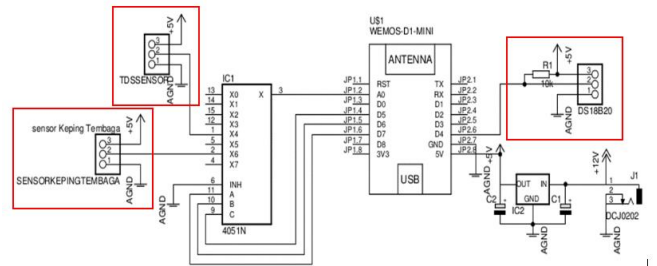 +5V
3
2
1
TDSSENSOR
AGND
sensor Keping Tembaga
+5V
3
2
1
SENSORKEPINGTEMBAGA
AGND
IC1
13 X0 X 3
14 X1
15 X2
12 X3
1 X4
5 X5
2 X6
4 X7
6 INH
11 A
10 B
9 C
4051N
AGND
U$1
WEMOS-D1-MINI
ANTENNA
JP1.1 RST TX JP2.1
JP1.2 A0 RX JP2.2
JP1.3 D0 D1 JP2.3
JP1.4 D5 D2 JP2.4
JP1.5 D6 D3 JP2.5
JP1.6 D7 D4 JP2.6
JP1.7 D8 GND JP2.7
JP1.8 3V3 5V JP2.8
USB
+5V
R1
10k
3
2
1
DS18B20
AGND
+5V
AGND
OUT IN
GND
IC2
C2
C1
AGND
+12V
1
2
3
J1
DCJ0202
AGND